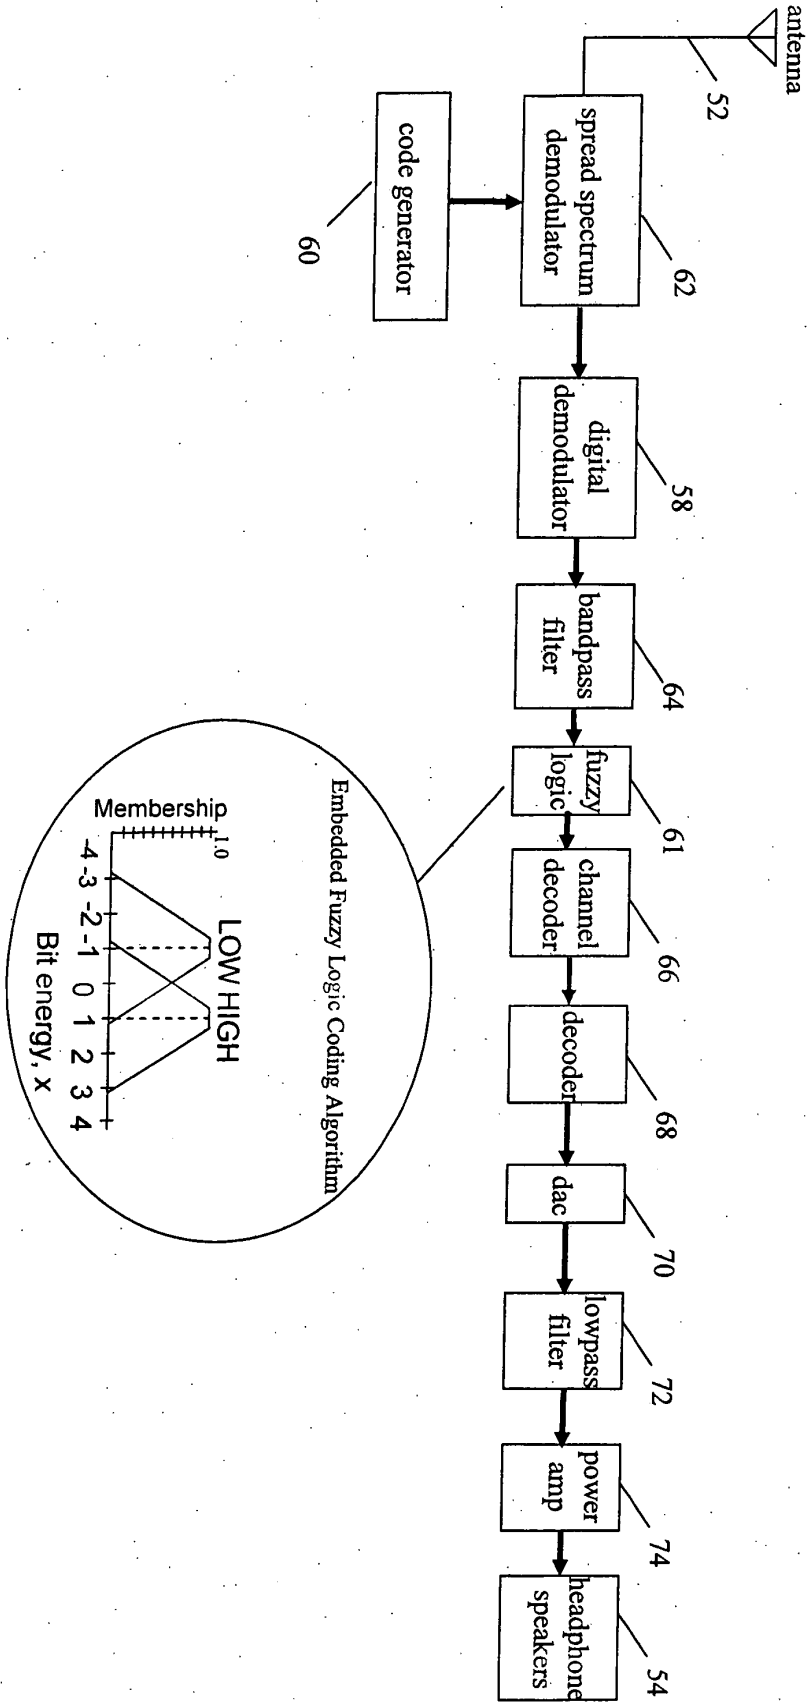 antenna
52
spread spectrum
demodulator
62
code generator
60
digital
demodulator
58
bandpass
filter
64
fuzzy
logic
61
channel
decoder
66
decoder
68
dac
70
lowpass
filter
72
power
amp
74
headphone
speakers
54
Embedded Fuzzy Logic Coding Algorithm
LOW HIGH
1.0
Membership
-4 -3 -2 -1 0 1 2 3 4
Bit energy, x